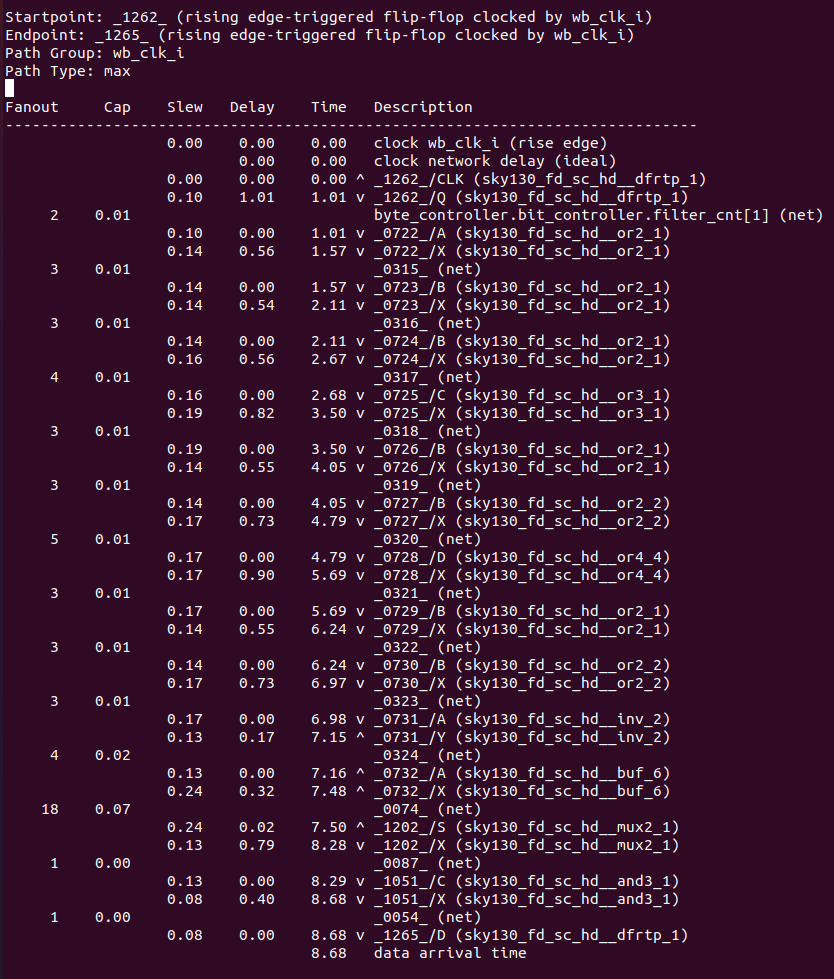 Startpoint: _1262_ (rising edge-triggered flip-flop clocked by wb_clk_i)
Endpoint: _1265_ (rising edge-triggered flip-flop clocked by wb_clk_i)
Path Group: wb_clk_i
Path Type: max
Fanout     Cap    Slew   Delay    Time   Description
-----------------------------------------------------------------------------
                  0.00    0.00    0.00   clock wb_clk_i (rise edge)
                          0.00    0.00   clock network delay (ideal)
                  0.00    0.00    0.00 ^ _1262_/CLK (sky130_fd_sc_hd__dfrtp_1)
                  0.10    1.01    1.01 v _1262_/Q (sky130_fd_sc_hd__dfrtp_1)
     2    0.01                           byte_controller.bit_controller.filter_cnt[1] (net)
                  0.10    0.00    1.01 v _0722_/A (sky130_fd_sc_hd__or2_1)
                  0.14    0.56    1.57 v _0722_/X (sky130_fd_sc_hd__or2_1)
     3    0.01                           _0315_ (net)
                  0.14    0.00    1.57 v _0723_/B (sky130_fd_sc_hd__or2_1)
                  0.14    0.54    2.11 v _0723_/X (sky130_fd_sc_hd__or2_1)
     3    0.01                           _0316_ (net)
                  0.14    0.00    2.11 v _0724_/B (sky130_fd_sc_hd__or2_1)
                  0.16    0.56    2.67 v _0724_/X (sky130_fd_sc_hd__or2_1)
     4    0.01                           _0317_ (net)
                  0.16    0.00    2.68 v _0725_/C (sky130_fd_sc_hd__or3_1)
                  0.19    0.82    3.50 v _0725_/X (sky130_fd_sc_hd__or3_1)
     3    0.01                           _0318_ (net)
                  0.19    0.00    3.50 v _0726_/B (sky130_fd_sc_hd__or2_1)
                  0.14    0.55    4.05 v _0726_/X (sky130_fd_sc_hd__or2_1)
     3    0.01                           _0319_ (net)
                  0.14    0.00    4.05 v _0727_/B (sky130_fd_sc_hd__or2_2)
                  0.17    0.73    4.79 v _0727_/X (sky130_fd_sc_hd__or2_2)
     5    0.01                           _0320_ (net)
                  0.17    0.00    4.79 v _0728_/D (sky130_fd_sc_hd__or4_4)
                  0.17    0.90    5.69 v _0728_/X (sky130_fd_sc_hd__or4_4)
     3    0.01                           _0321_ (net)
                  0.17    0.00    5.69 v _0729_/B (sky130_fd_sc_hd__or2_1)
                  0.14    0.55    6.24 v _0729_/X (sky130_fd_sc_hd__or2_1)
     3    0.01                           _0322_ (net)
                  0.14    0.00    6.24 v _0730_/B (sky130_fd_sc_hd__or2_2)
                  0.17    0.73    6.97 v _0730_/X (sky130_fd_sc_hd__or2_2)
     3    0.01                           _0323_ (net)
                  0.17    0.00    6.98 v _0731_/A (sky130_fd_sc_hd__inv_2)
                  0.13    0.17    7.15 ^ _0731_/Y (sky130_fd_sc_hd__inv_2)
     4    0.02                           _0324_ (net)
                  0.13    0.00    7.16 ^ _0732_/A (sky130_fd_sc_hd__buf_6)
                  0.24    0.32    7.48 ^ _0732_/X (sky130_fd_sc_hd__buf_6)
    18    0.07                           _0074_ (net)
                  0.24    0.02    7.50 ^ _1202_/S (sky130_fd_sc_hd__mux2_1)
                  0.13    0.79    8.28 v _1202_/X (sky130_fd_sc_hd__mux2_1)
     1    0.00                           _0087_ (net)
                  0.13    0.00    8.29 v _1051_/C (sky130_fd_sc_hd__and3_1)
                  0.08    0.40    8.68 v _1051_/X (sky130_fd_sc_hd__and3_1)
     1    0.00                           _0054_ (net)
                  0.08    0.00    8.68 v _1265_/D (sky130_fd_sc_hd__dfrtp_1)
                                  8.68   data arrival time